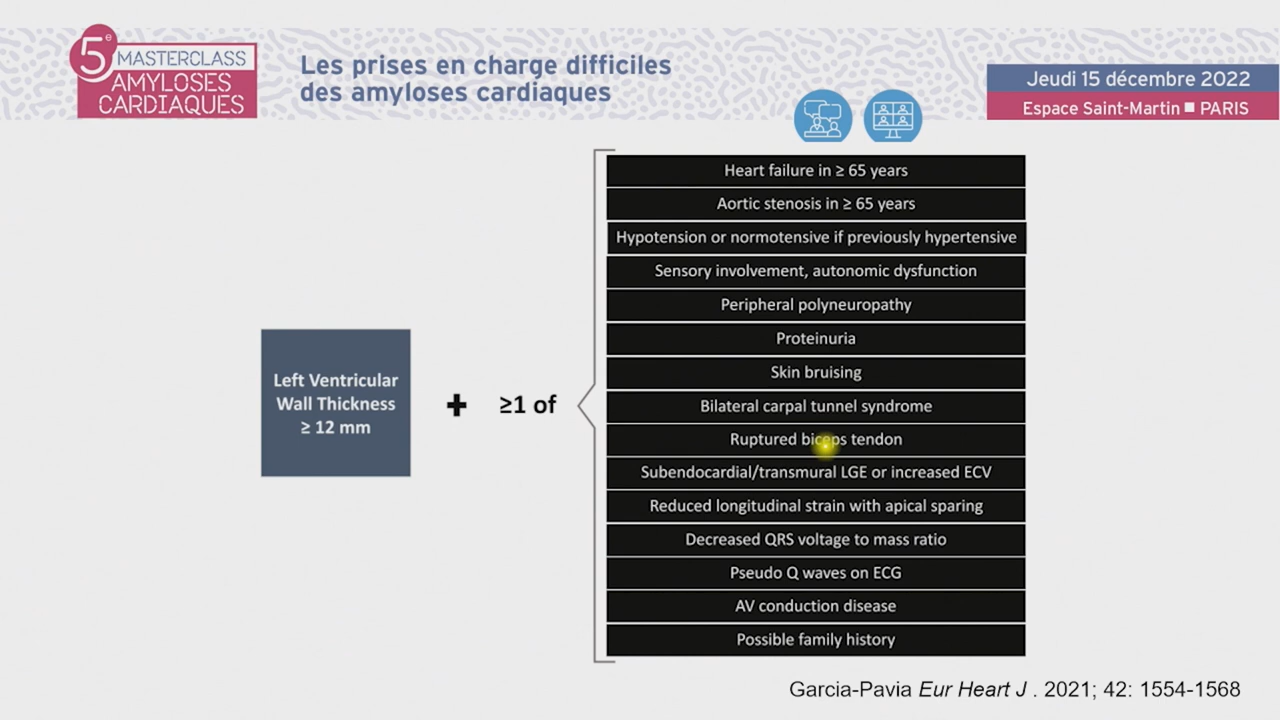 5e
MASTERCLASS
AMYLOSES
CARDIAQUES
Les prises en charge difficiles
des amyloses cardiaques
Jeudi 15 décembre 2022
Espace Saint-Martin ■ PARIS
Left Ventricular
Wall Thickness
≥ 12 mm
+
≥1 of
Heart failure in ≥ 65 years
Aortic stenosis in ≥ 65 years
Hypotension or normotensive if previously hypertensive
Sensory involvement, autonomic dysfunction
Peripheral polyneuropathy
Proteinuria
Skin bruising
Bilateral carpal tunnel syndrome
Ruptured biceps tendon
Subendocardial/transmural LGE or increased ECV
Reduced longitudinal strain with apical sparing
Decreased QRS voltage to mass ratio
Pseudo Q waves on ECG
AV conduction disease
Possible family history
Garcia-Pavia Eur Heart J . 2021; 42: 1554-1568